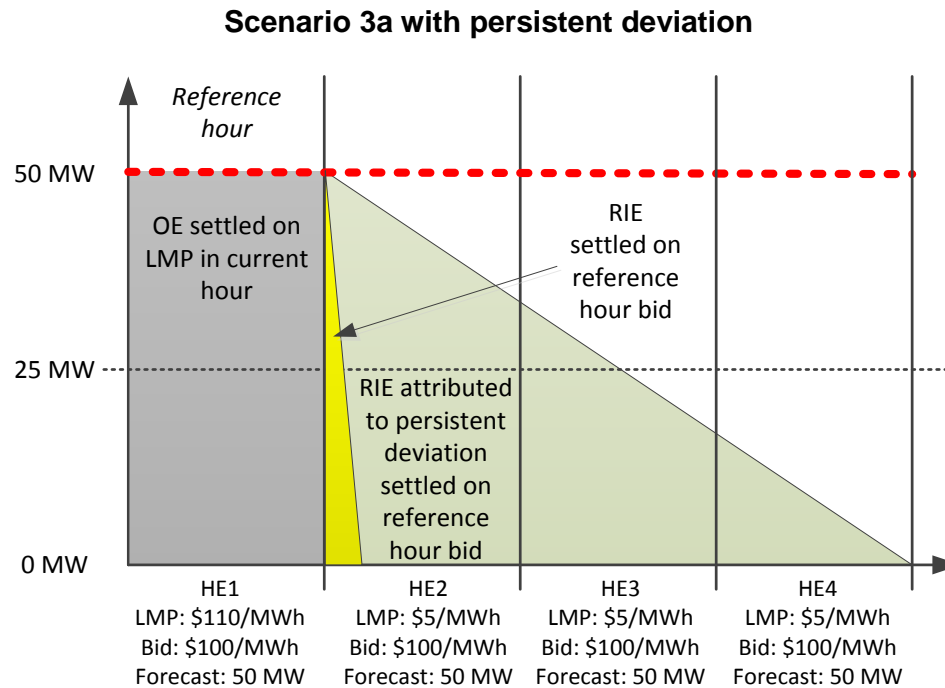 Scenario 3a with persistent deviation
Reference
hour
50 MW
OE settled on
LMP in current
hour
RIE
settled on
reference
hour bid
25 MW
RIE attributed
to persistent
deviation
settled on
reference
hour bid
0 MW
HE1
LMP: $110/MWh
Bid: $100/MWh
Forecast: 50 MW
HE2
LMP: $5/MWh
Bid: $100/MWh
Forecast: 50 MW
HE3
LMP: $5/MWh
Bid: $100/MWh
Forecast: 50 MW
HE4
LMP: $5/MWh
Bid: $100/MWh
Forecast: 50 MW